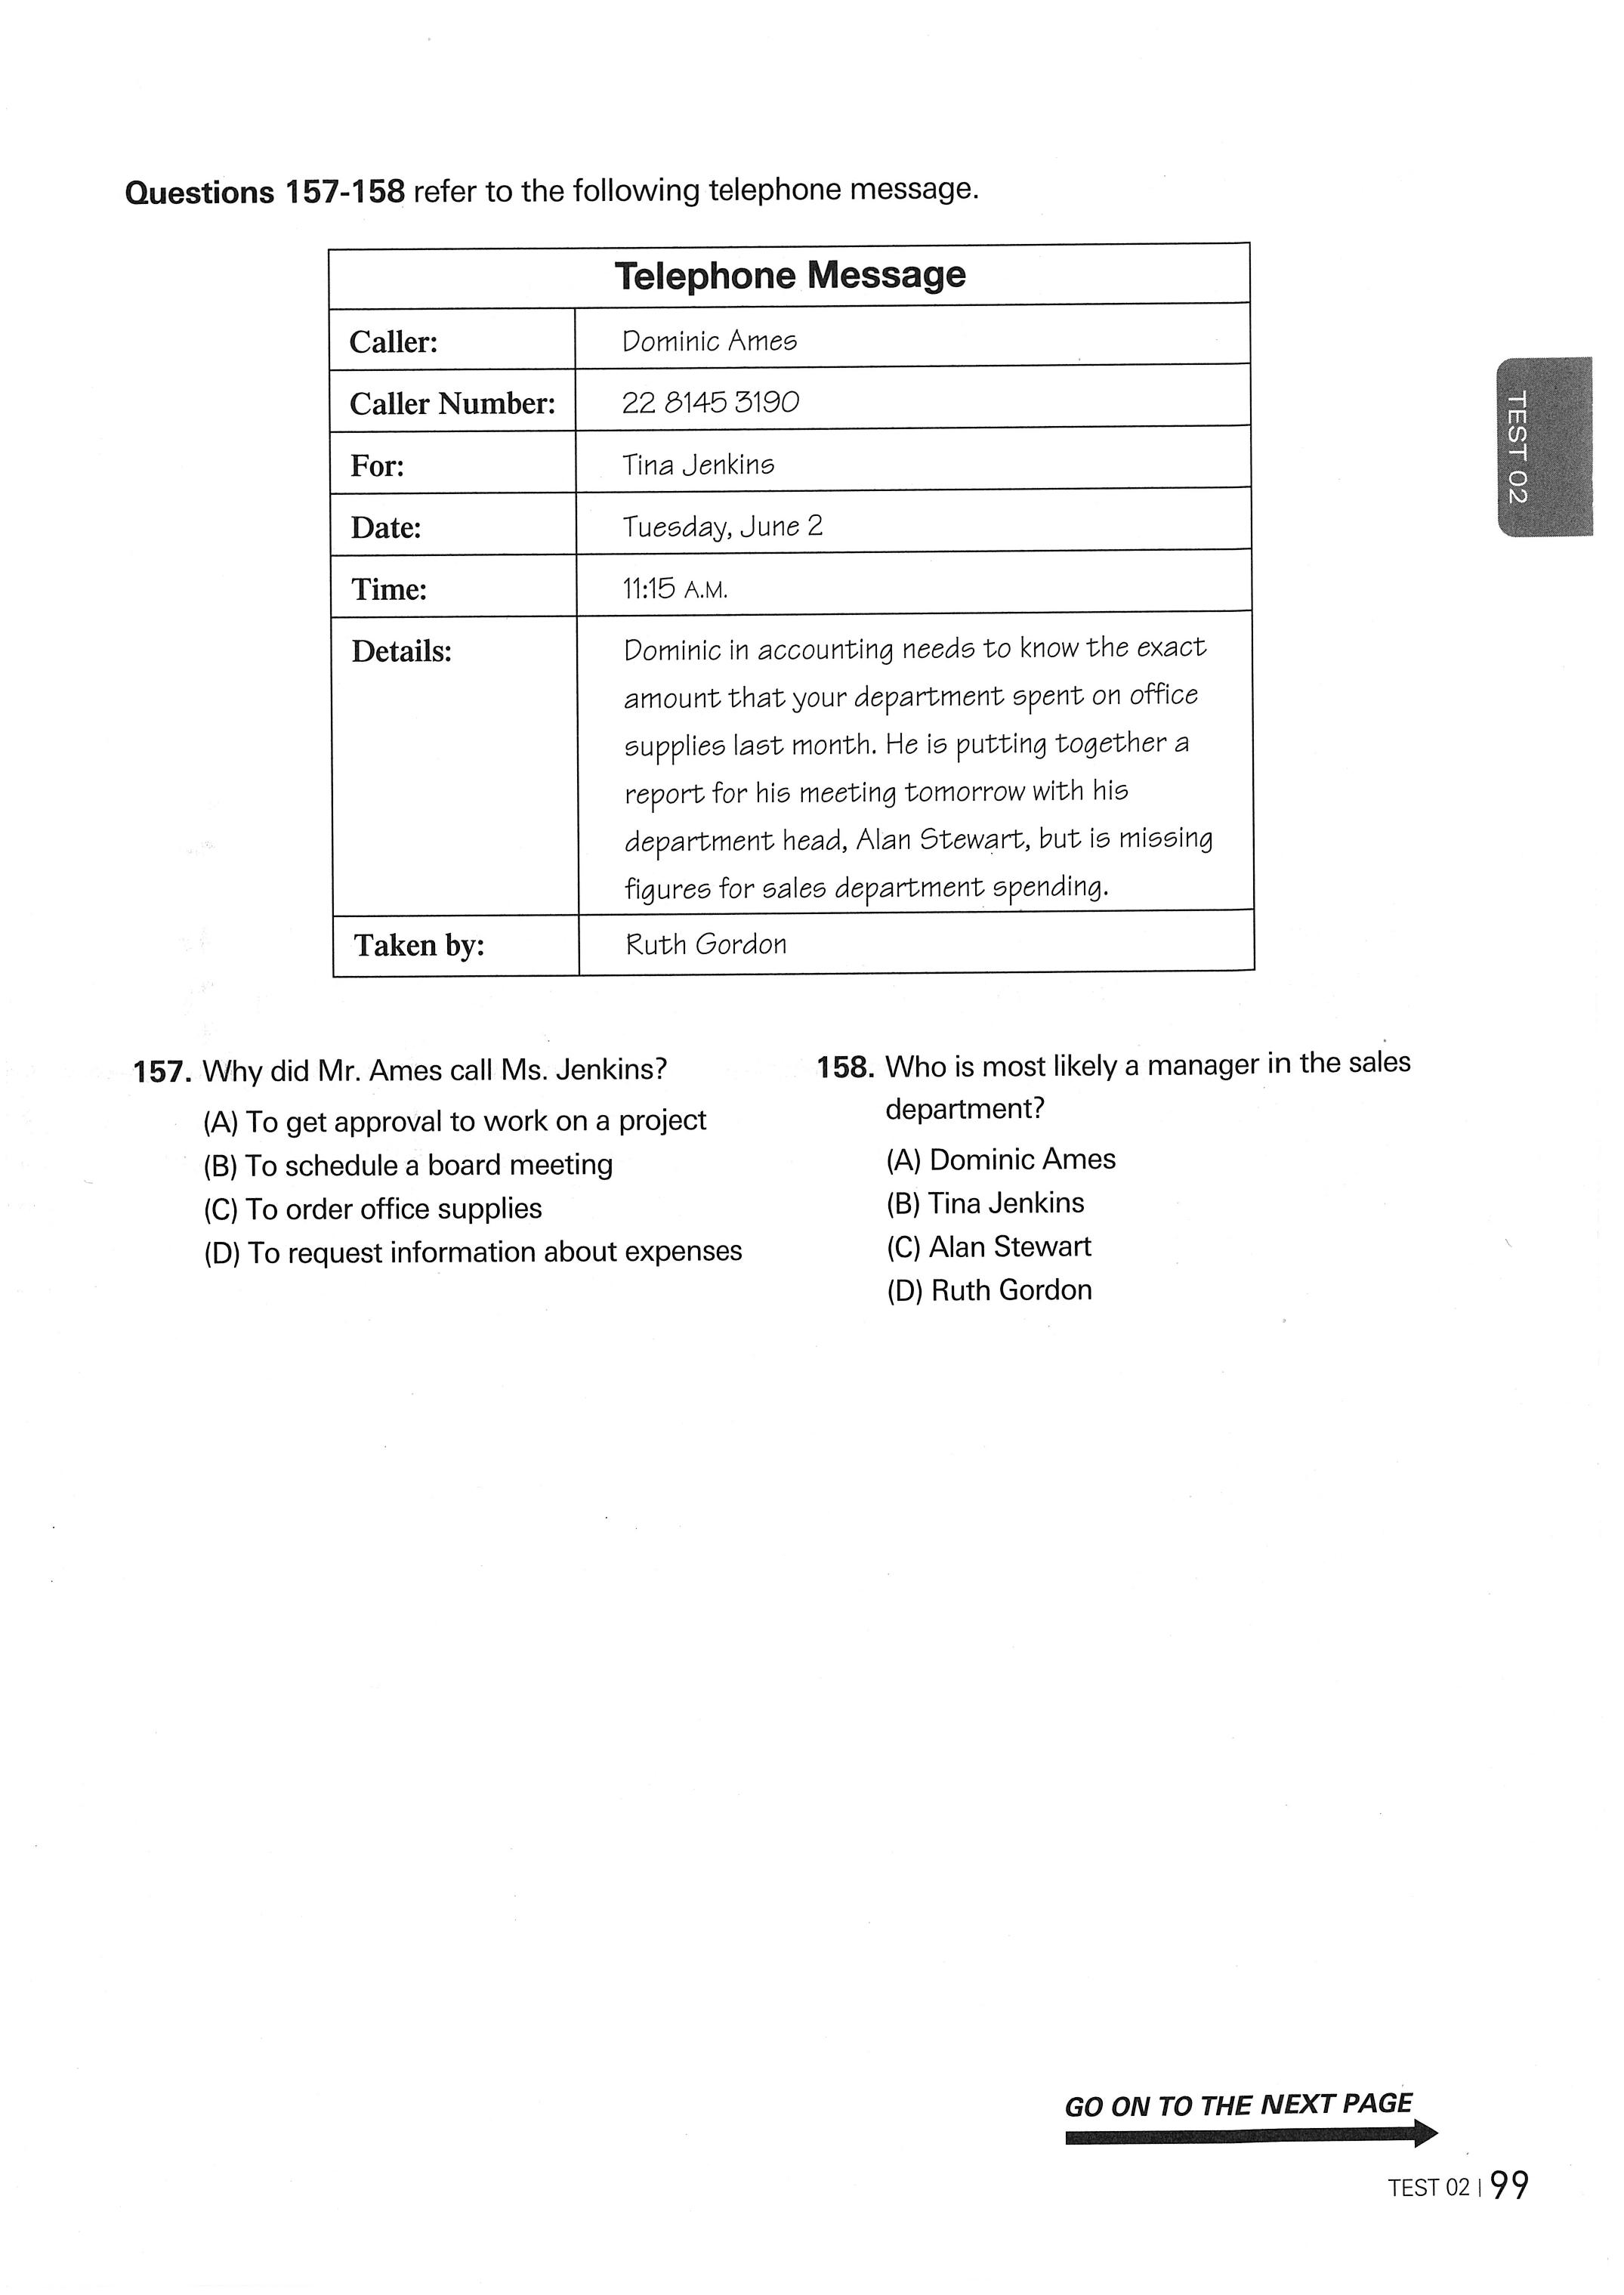 Questions 157-158 refer to the following telephone message.
Telephone Message
Caller: Dominic Ames
Caller Number: 22 8145 3190
For: Tina Jenkins
Date: Tuesday, June 2
Time: 11:15 A.M.
Details: Dominic in accounting needs to know the exact
amount that your department spent on office
supplies last month. He is putting together a
report for his meeting tomorrow with his
department head, Alan Stewart, but is missing
figures for sales department spending.
Taken by: Ruth Gordon
TEST 02
157. Why did Mr. Ames call Ms. Jenkins?
(A) To get approval to work on a project
(B) To schedule a board meeting
(C) To order office supplies
(D) To request information about expenses
158. Who is most likely a manager in the sales
department?
(A) Dominic Ames
(B) Tina Jenkins
(C) Alan Stewart
(D) Ruth Gordon
GO ON TO THE NEXT PAGE
TEST 02 | 99